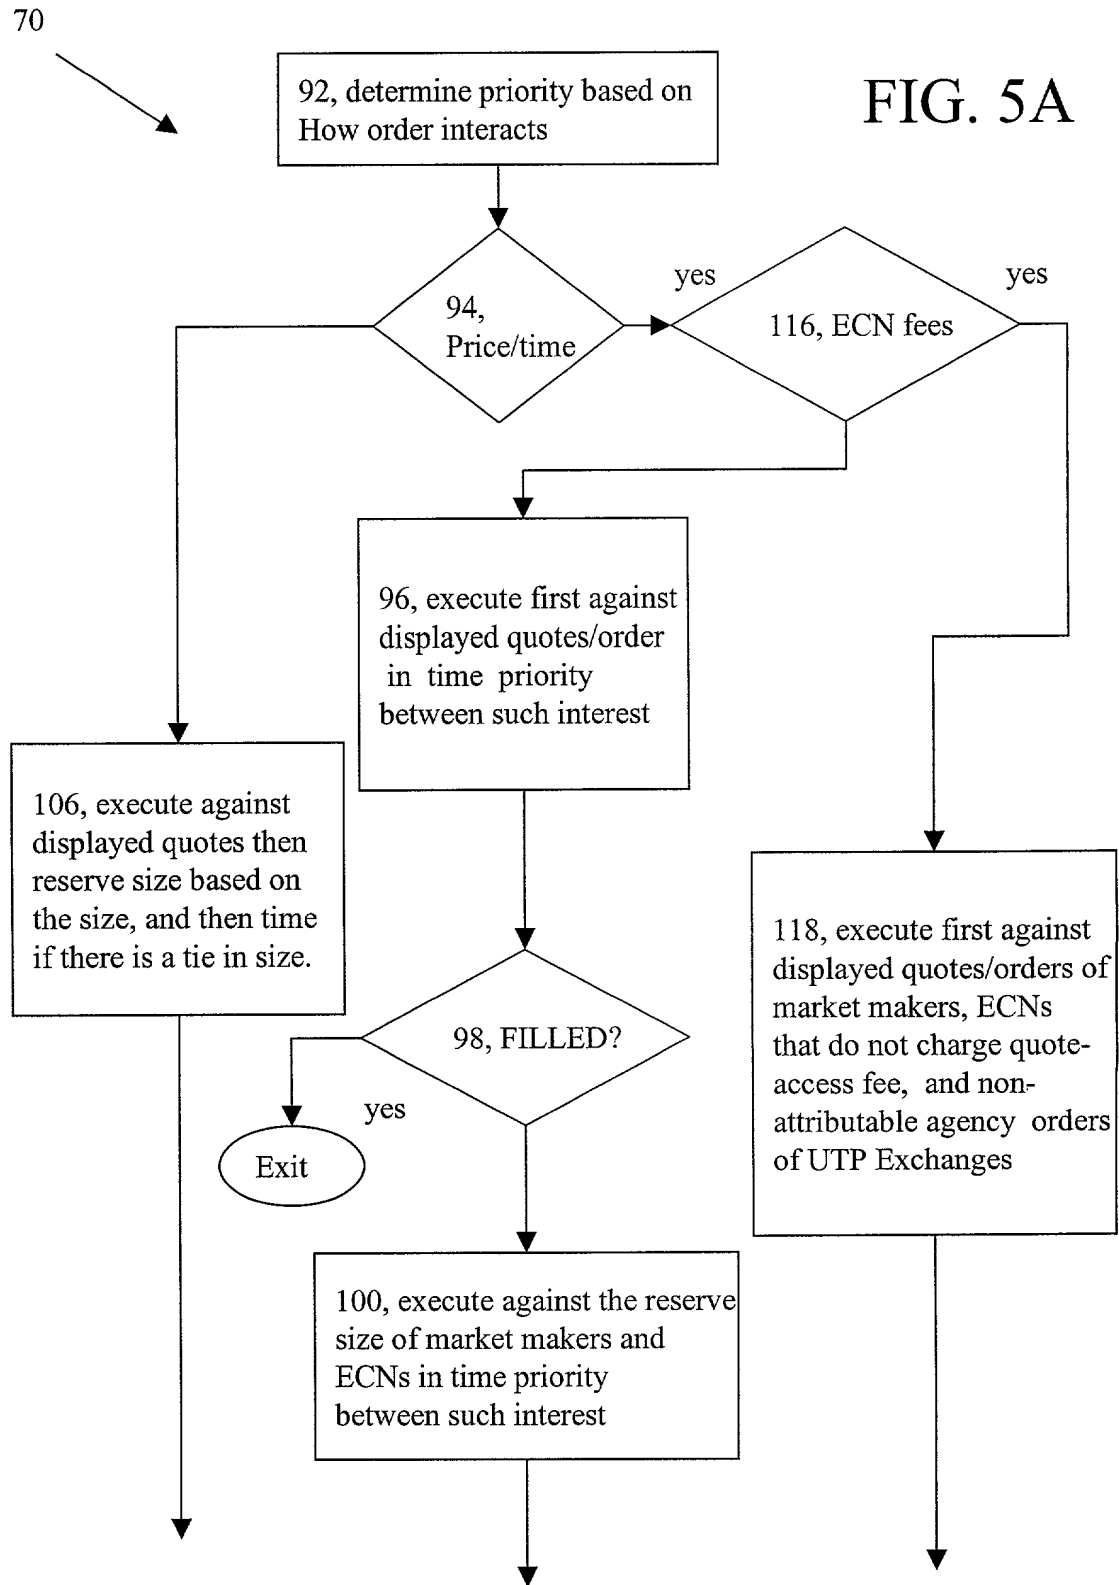 70
FIG. 5A
92, determine priority based on
How order interacts
94,
Price/time
yes
116, ECN fees
yes
96, execute first against
displayed quotes/order
in time priority
between such interest
106, execute against
displayed quotes then
reserve size based on
the size, and then time
if there is a tie in size.
98, FILLED?
yes
Exit
118, execute first against
displayed quotes/orders of
market makers, ECNs
that do not charge quote-
access fee, and non-
attributable agency orders
of UTP Exchanges
100, execute against the reserve
size of market makers and
ECNs in time priority
between such interest